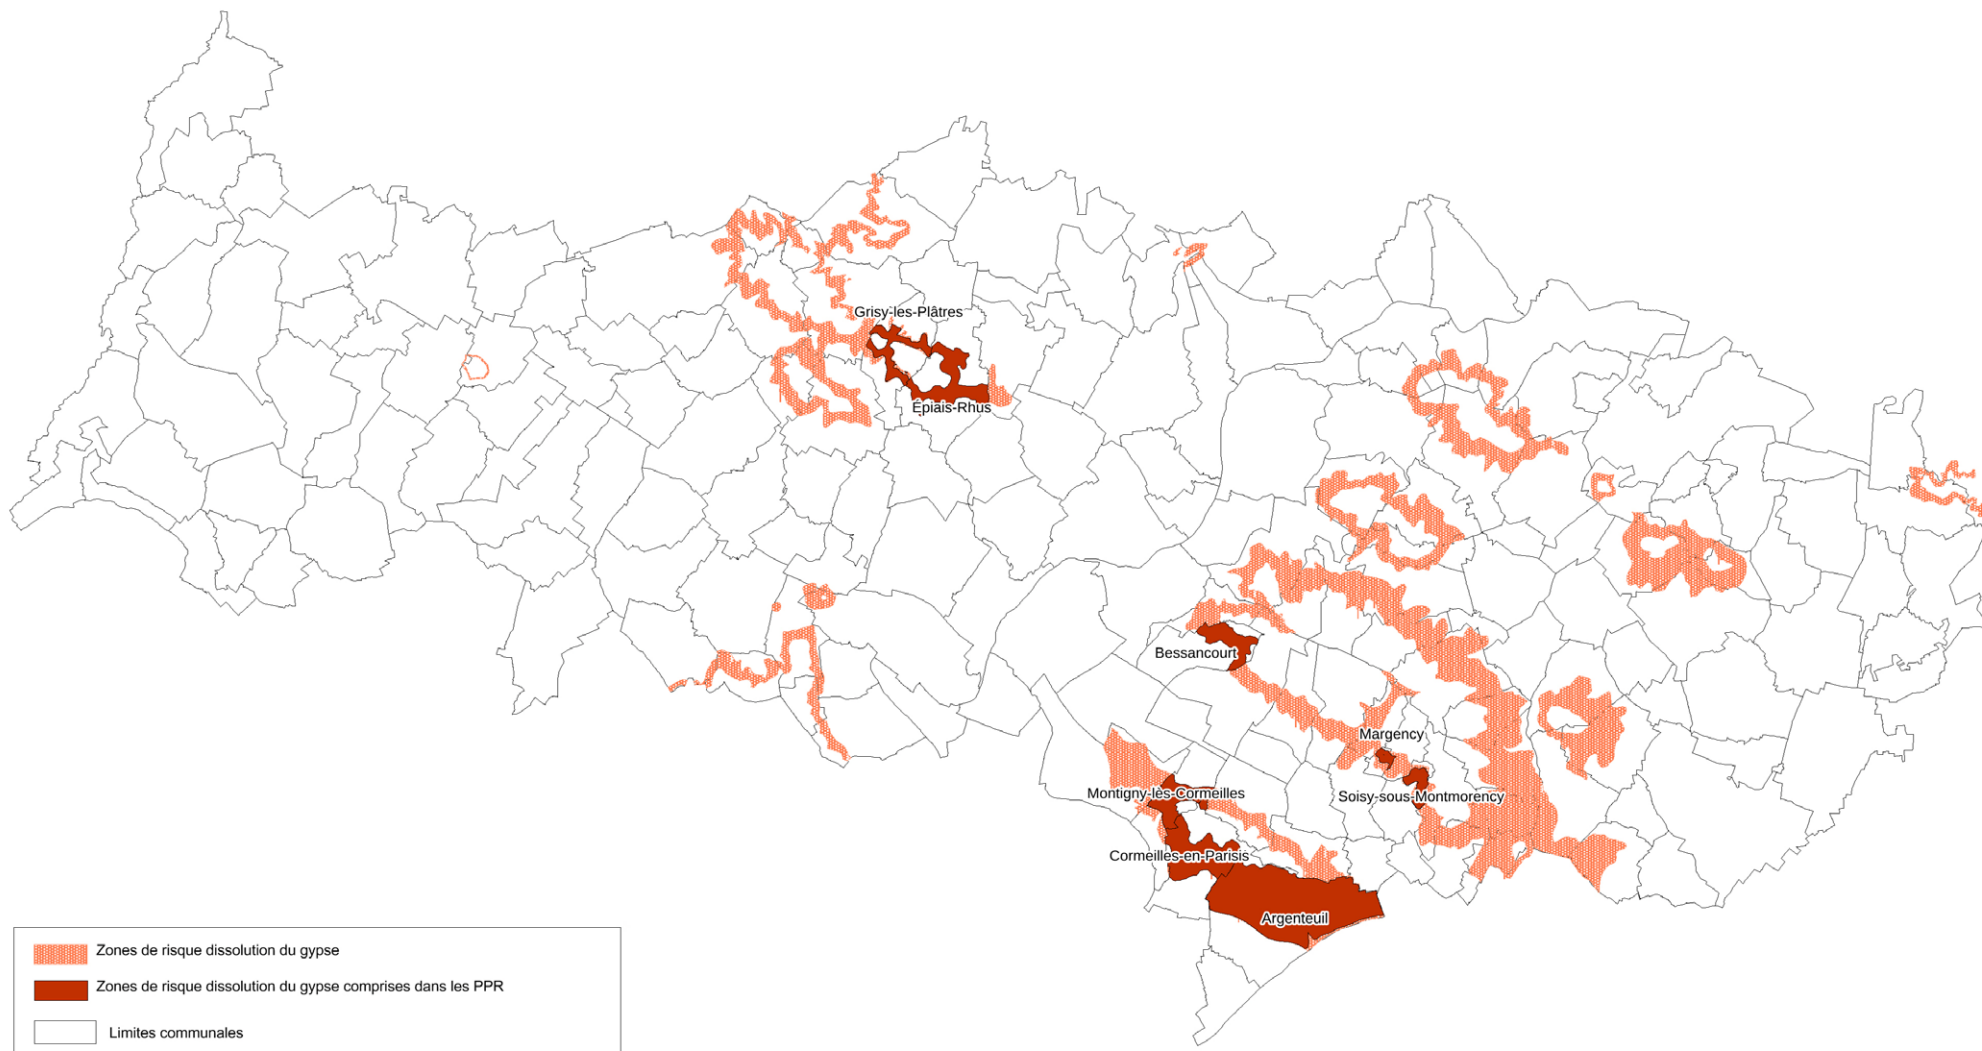 Grisy-les-Plâtres
Épiais-Rhus
Bessancourt
Margency
Montigny-lès-Cormeilles
Soisy-sous-Montmorency
Cormeilles-en-Parisis
Argenteuil
Zones de risque dissolution du gypse
Zones de risque dissolution du gypse comprises dans les PPR
Limites communales